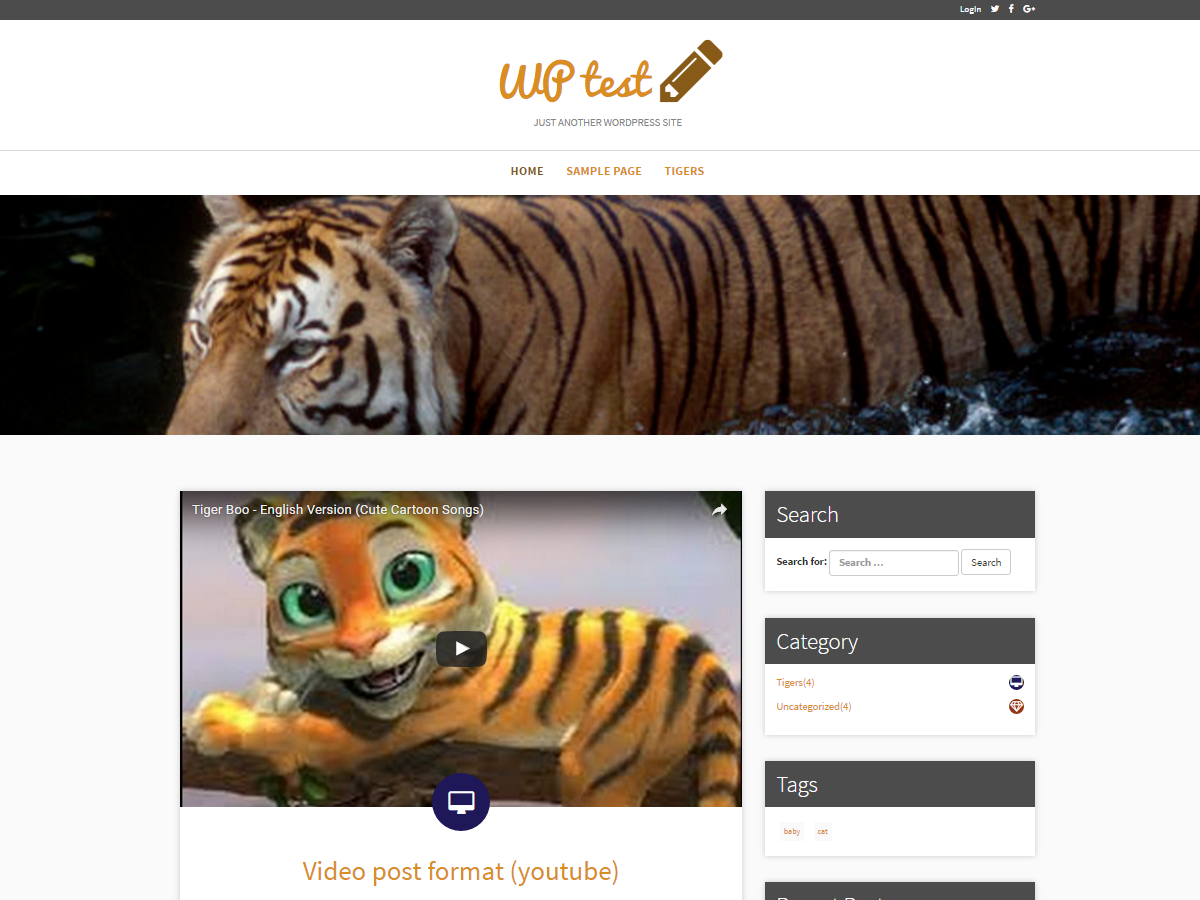 Login
WP test
JUST ANOTHER WORDPRESS SITE
HOME SAMPLE PAGE TIGERS
Tiger Boo - English Version (Cute Cartoon Songs)
Video post format (youtube)
Search
Search for: Search ... Search
Category
Tigers(4)
Uncategorized(4)
Tags
baby cat